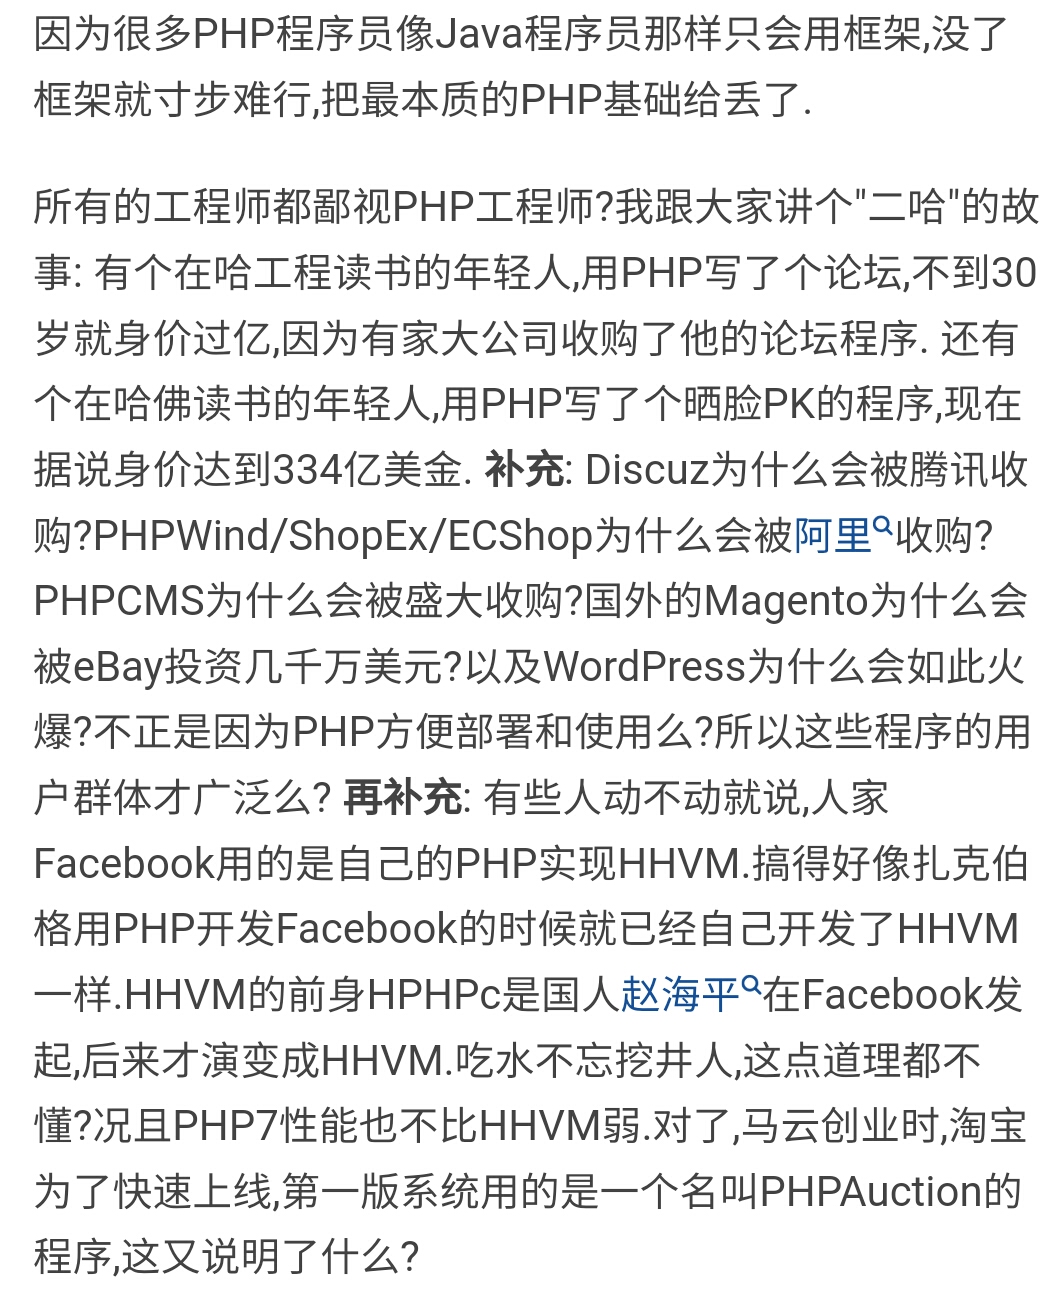 因为很多PHP程序员像Java程序员那样只会用框架,没了
框架就寸步难行,把最本质的PHP基础给丢了.
所有的工程师都鄙视PHP工程师?我跟大家讲个"二哈"的故
事: 有个在哈工程读书的年轻人,用PHP写了个论坛,不到30
岁就身价过亿,因为有家大公司收购了他的论坛程序. 还有
个在哈佛读书的年轻人,用PHP写了个晒脸PK的程序,现在
据说身价达到334亿美金. 补充: Discuz为什么会被腾讯收
购?PHPWind/ShopEx/ECShop为什么会被阿里收购?
PHPCMS为什么会被盛大收购?国外的Magento为什么会
被eBay投资几千万美元?以及WordPress为什么会如此火
爆?不正是因为PHP方便部署和使用么?所以这些程序的用
户群体才广泛么? 再补充: 有些人动不动就说,人家
Facebook用的是自己的PHP实现HHVM.搞得好像扎克伯
格用PHP开发Facebook的时候就已经自己开发了HHVM
一样.HHVM的前身HPHPc是国人赵海平在Facebook发
起,后来才演变成HHVM.吃水不忘挖井人,这点道理都不
懂?况且PHP7性能也不比HHVM弱.对了,马云创业时,淘宝
为了快速上线,第一版系统用的是一个名叫PHPAuction的
程序,这又说明了什么?